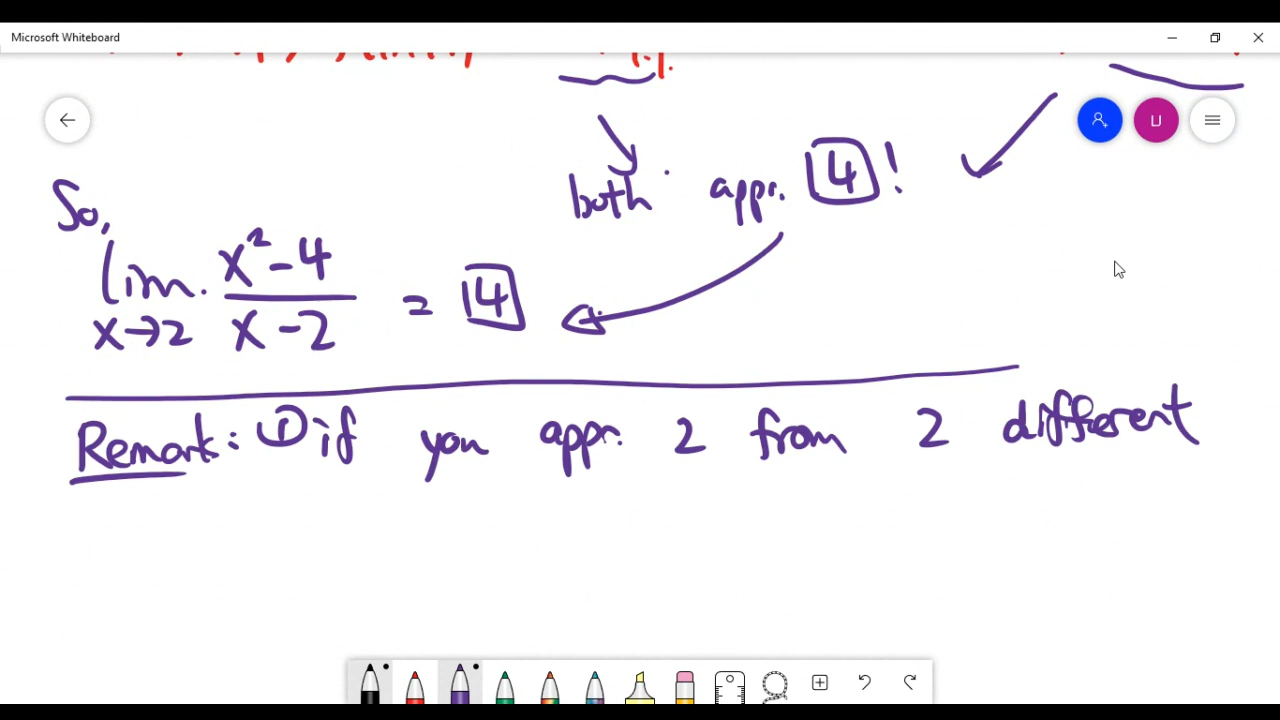 Microsoft Whiteboard
both appr. 4!
So,
lim. x²-4
x→2 x-2 = 4
Remark: ① if you appr. 2 from 2 different